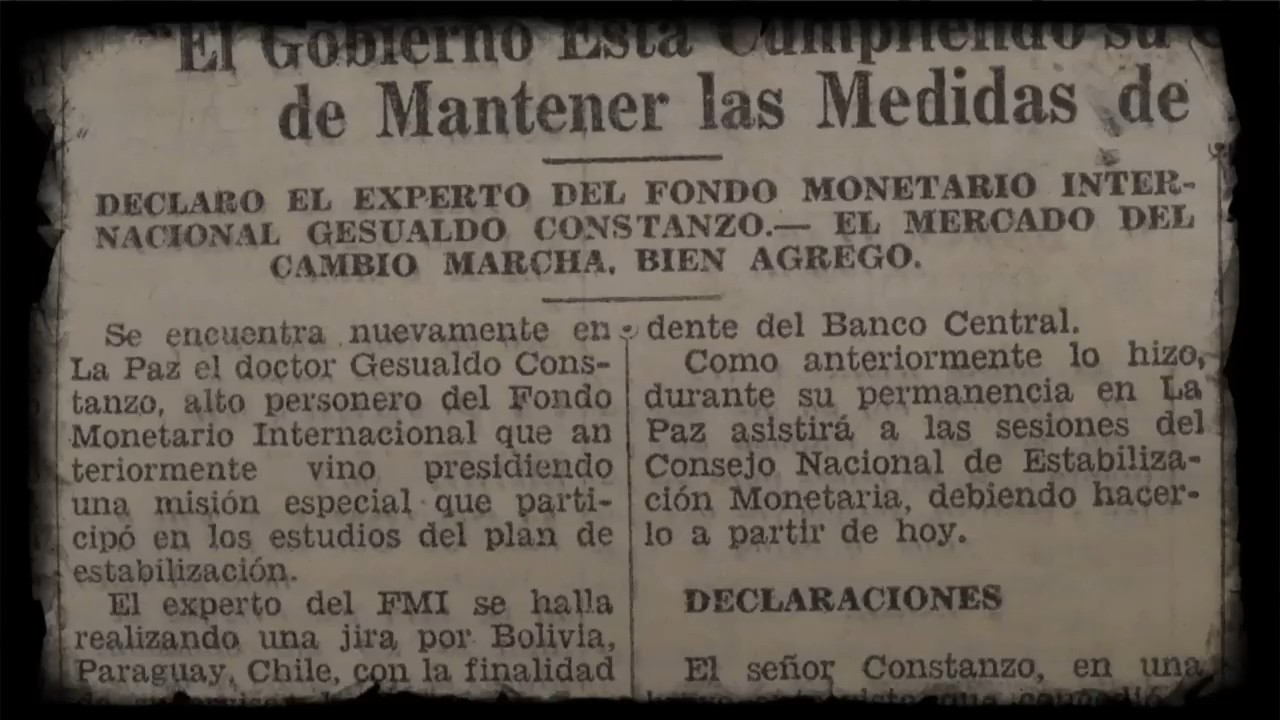 "El Gobierno Está Cumpliendo su
de Mantener las Medidas de
DECLARO EL EXPERTO DEL FONDO MONETARIO INTER-
NACIONAL GESUALDO CONSTANZO.— EL MERCADO DEL
CAMBIO MARCHA, BIEN AGREGO.
Se encuentra nuevamente en
La Paz el doctor Gesualdo Cons-
tanzo, alto personero del Fondo
Monetario Internacional que an
teriormente vino presidiendo
una misión especial que parti-
cipó en los estudios del plan de
estabilización.
El experto del FMI se halla
realizando una jira por Bolivia,
Paraguay, Chile, con la finalidad
dente del Banco Central.
Como anteriormente lo hizo,
durante su permanencia en La
Paz asistirá a las sesiones del
Consejo Nacional de Estabiliza-
ción Monetaria, debiendo hacer-
lo a partir de hoy.
DECLARACIONES
El señor Constanzo, en una